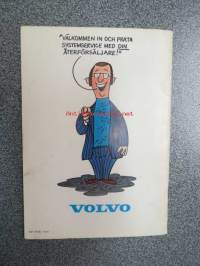 "VÄLKOMMEN IN OCH PRATA
SYSTEMSERVICE MED DIN
ÅTERFÖRSÄLJARE!"
VOLVO